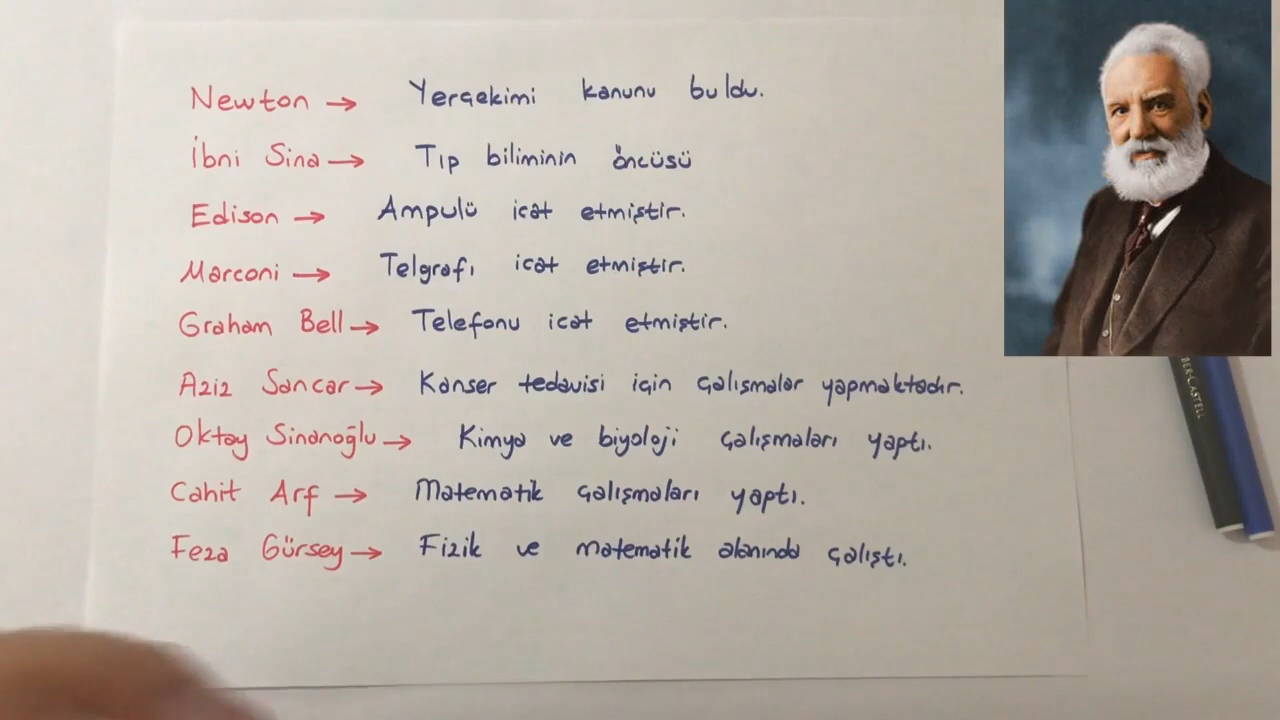 Newton → Yerçekimi kanunu buldu.
İbni Sina → Tıp biliminin öncüsü
Edison → Ampulü icat etmiştir.
Marconi → Telgrafı icat etmiştir.
Graham Bell → Telefonu icat etmiştir.
Aziz Sancar → Kanser tedavisi için çalışmalar yapmaktadır.
Oktay Sinanoğlu → Kimya ve biyoloji çalışmaları yaptı.
Cahit Arf → Matematik çalışmaları yaptı.
Feza Gürsey → Fizik ve matematik alanında çalıştı.